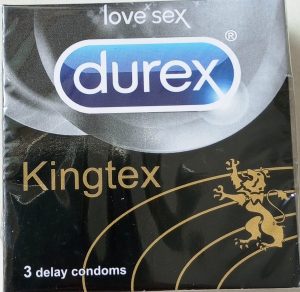 love sex
durex®
Kingtex
3 delay condoms